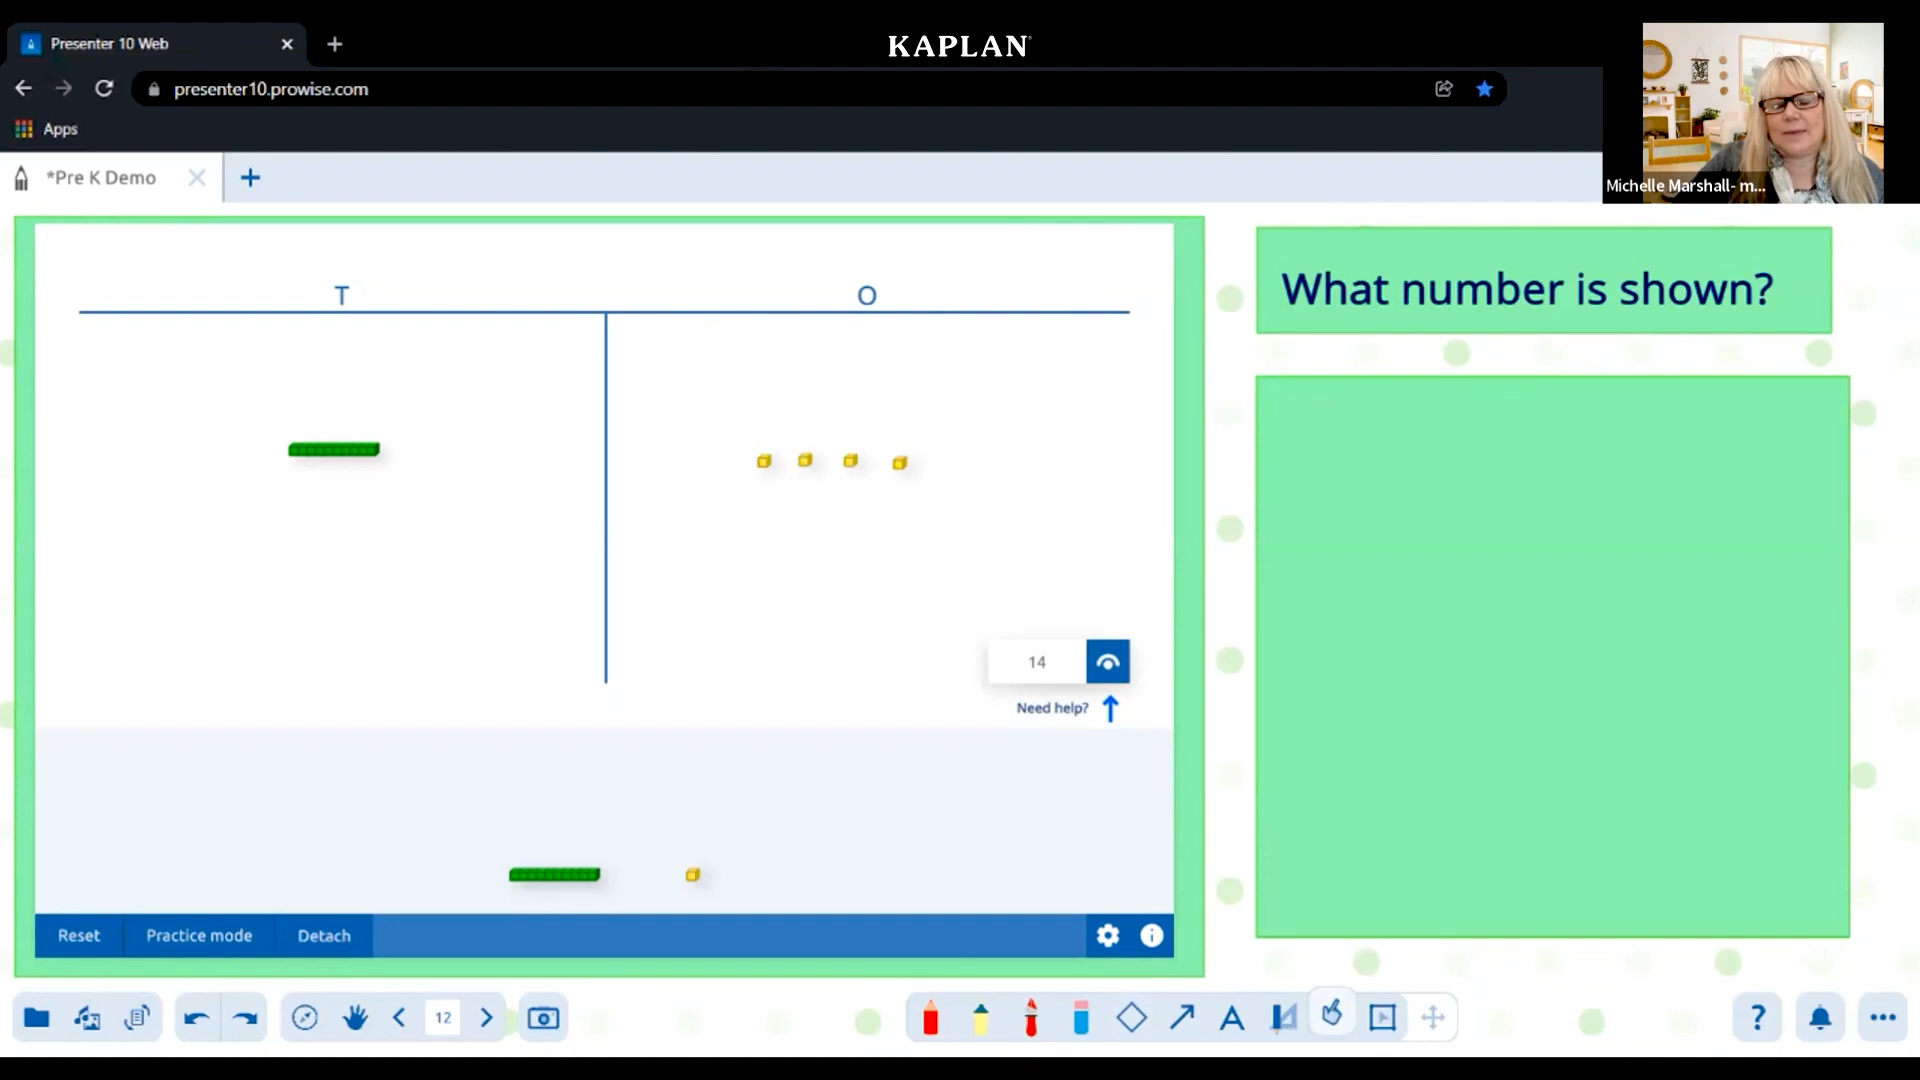 Presenter 10 Web
KAPLAN
presenter10.prowise.com
Apps
Michelle Marshall- m...
*Pre K Demo
What number is shown?
T
O
14
Need help?
Reset
Practice mode
Detach
12